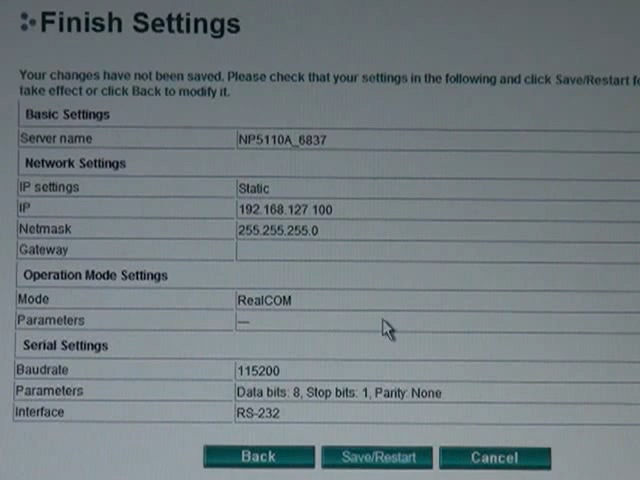 Finish Settings
Your changes have not been saved. Please check that your settings in the following and click Save/Restart
take effect or click Back to modify it.
Basic Settings
Server name NP5110A_6837
Network Settings
IP settings Static
IP 192.168.127.100
Netmask 255.255.255.0
Gateway
Operation Mode Settings
Mode RealCOM
Parameters —
Serial Settings
Baudrate 115200
Parameters Data bits: 8, Stop bits: 1, Parity: None
Interface RS-232
Back Save/Restart Cancel